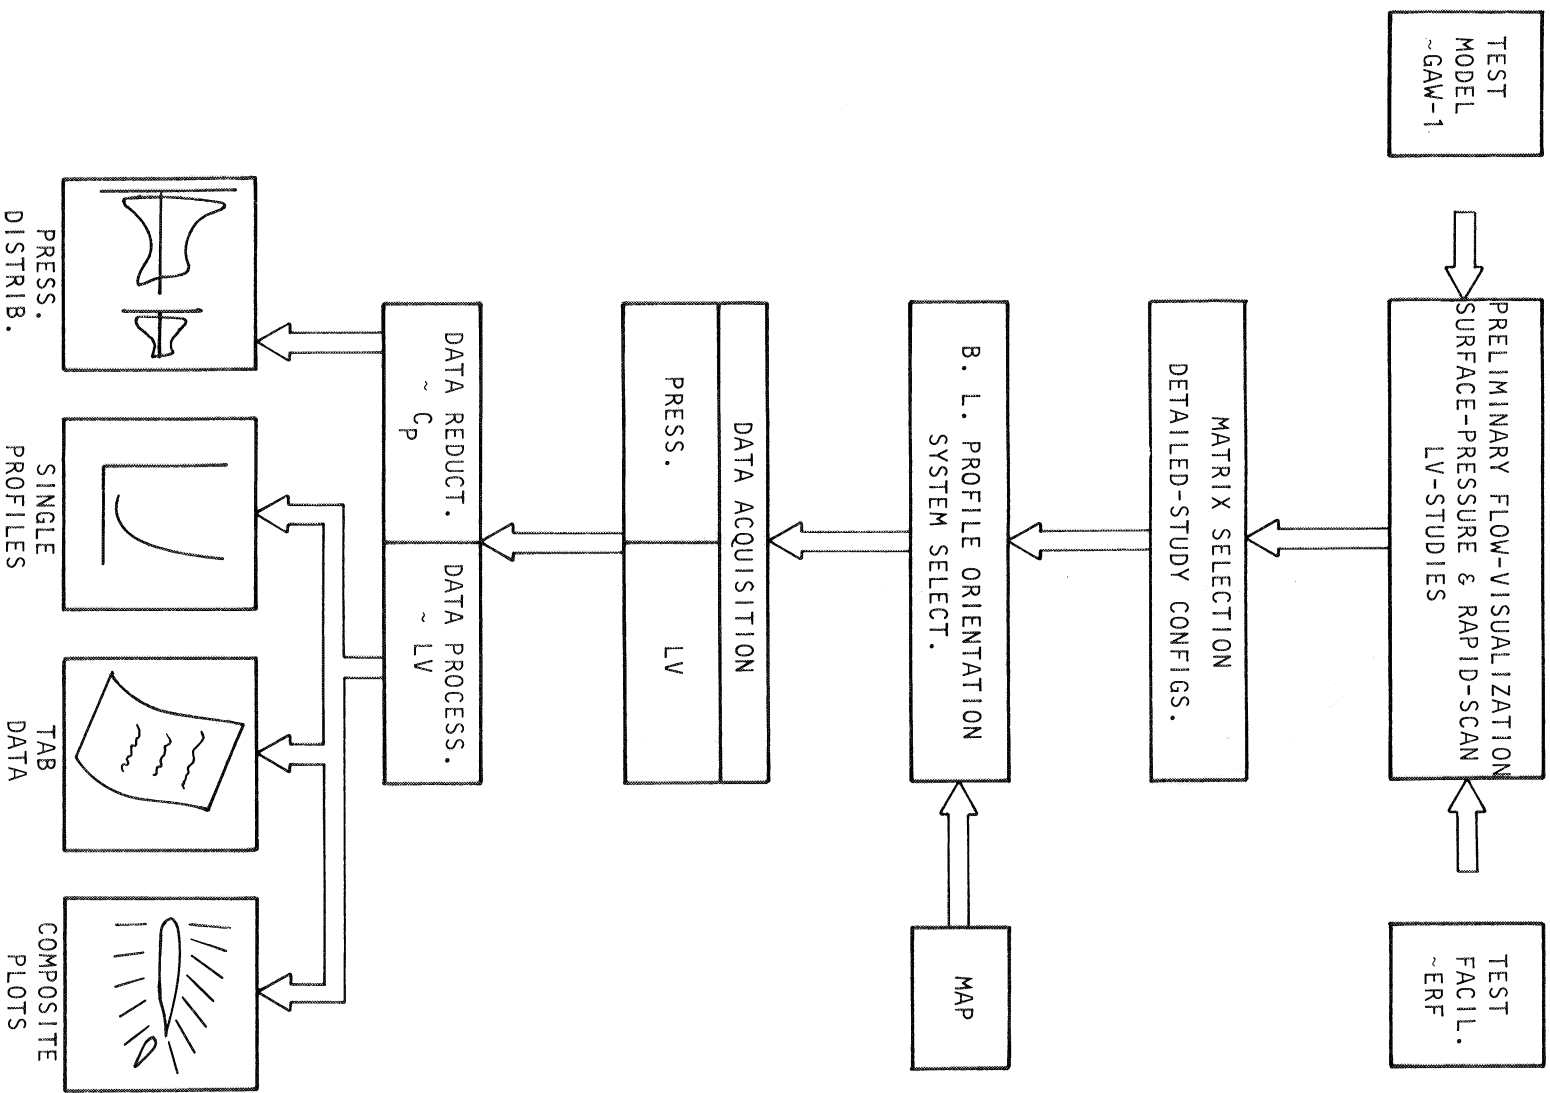 TEST
MODEL
~GAW-1
PRELIMINARY FLOW-VISUALIZATION
SURFACE-PRESSURE & RAPID-SCAN
LV-STUDIES
TEST
FACIL.
~ERF
MATRIX SELECTION
DETAILED-STUDY CONFIGS.
B. L. PROFILE ORIENTATION
SYSTEM SELECT.
MAP
DATA ACQUISITION
PRESS.
LV
DATA REDUCT.
~ CP
DATA PROCESS.
~ LV
PRESS.
DISTRIB.
SINGLE
PROFILES
TAB
DATA
COMPOSITE
PLOTS